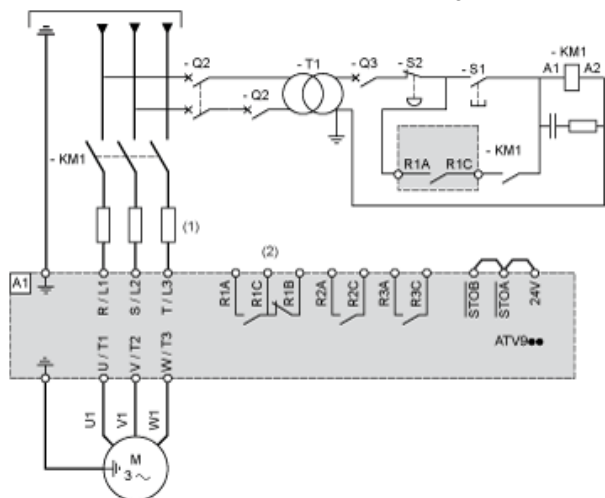 - Q2
- T1
- Q3
- S2
- S1
- KM1
A1
A2
- Q2
- KM1
R1A
R1C
- KM1
(1)
(2)
A1
R / L1
S / L2
T / L3
R1A
R1C
R1B
R2A
R2C
R3A
R3C
STOB
STOA
24V
ATV9●●
U / T1
V / T2
W / T3
U1
V1
W1
M
3 ~